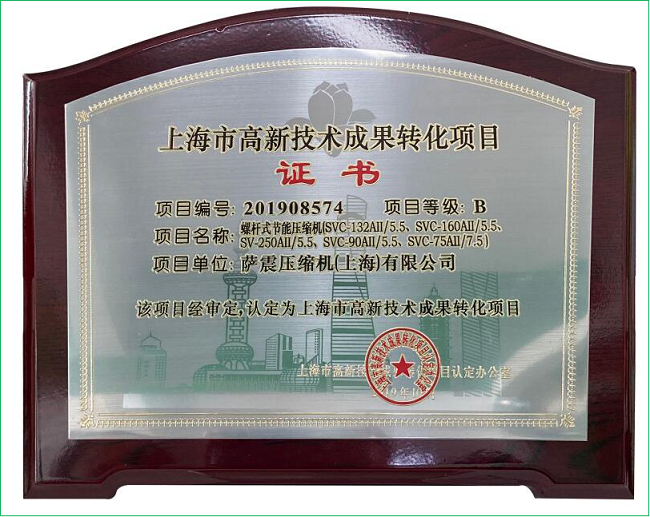 上海市高新技术成果转化项目
证书
项目编号: 201908574 项目等级: B
项目名称: 螺杆式节能压缩机(SVC-132AII/5.5、SVC-160AII/5.5、
SV-250AII/5.5、SVC-90AII/5.5、SVC-75AII/7.5)
项目单位: 萨震压缩机(上海)有限公司
该项目经审定,认定为上海市高新技术成果转化项目
上海市高新技 目认定办公室